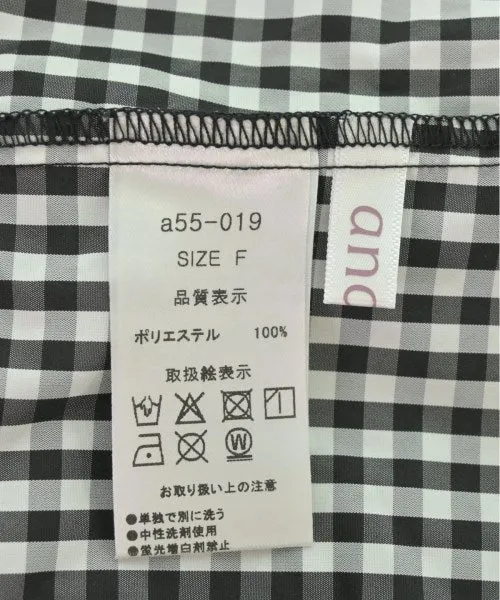 a55-019
SIZE F
品質表示
ポリエステル 100%
取扱絵表示
W
お取り扱い上の注意
●単独で別に洗う
●中性洗剤使用
●蛍光増白剤禁止
and